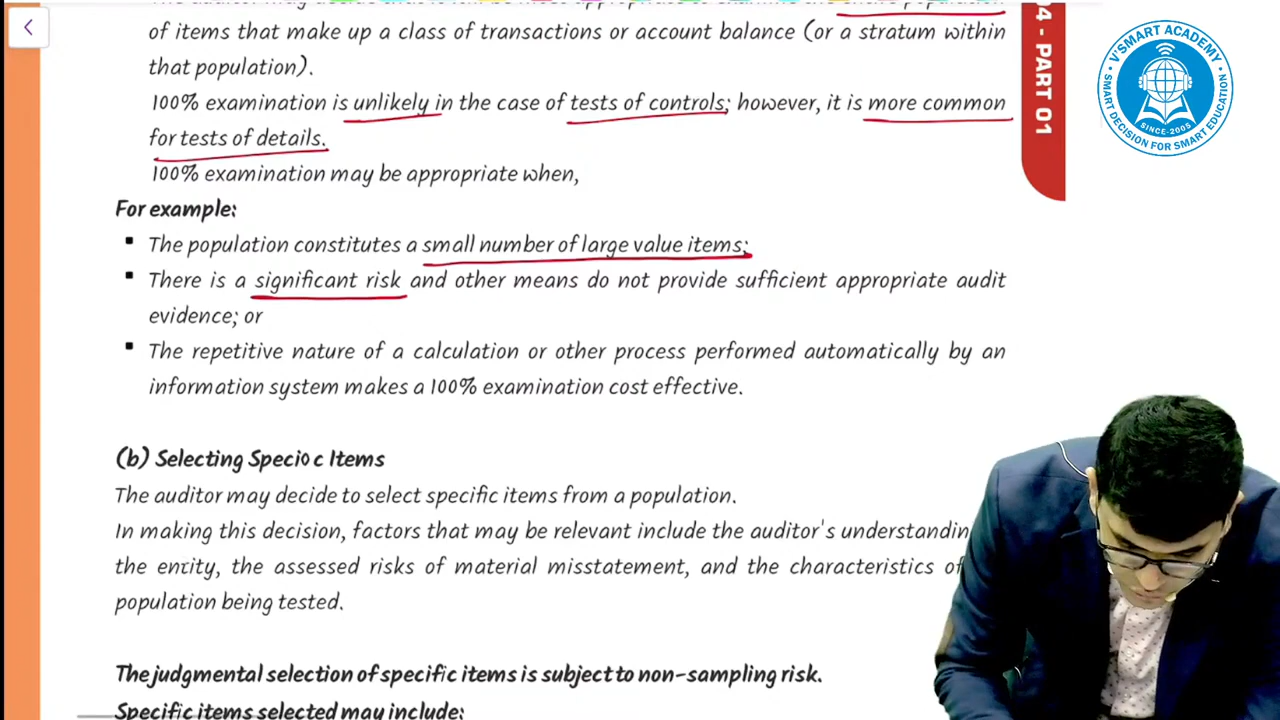 of items that make up a class of transactions or account balance (or a stratum within
that population).
100% examination is unlikely in the case of tests of controls; however, it is more common
for tests of details.
100% examination may be appropriate when,
For example:
▪ The population constitutes a small number of large value items;
▪ There is a significant risk and other means do not provide sufficient appropriate audit
evidence; or
▪ The repetitive nature of a calculation or other process performed automatically by an
information system makes a 100% examination cost effective.
(b) Selecting Specio c Items
The auditor may decide to select specific items from a population.
In making this decision, factors that may be relevant include the auditor's understandin
the entity, the assessed risks of material misstatement, and the characteristics of
population being tested.
The judgmental selection of specific items is subject to non-sampling risk.
Specific items selected may include:
4 - PART 01
V'SMART ACADEMY
SINCE-2005
SMART DECISION FOR SMART EDUCATION